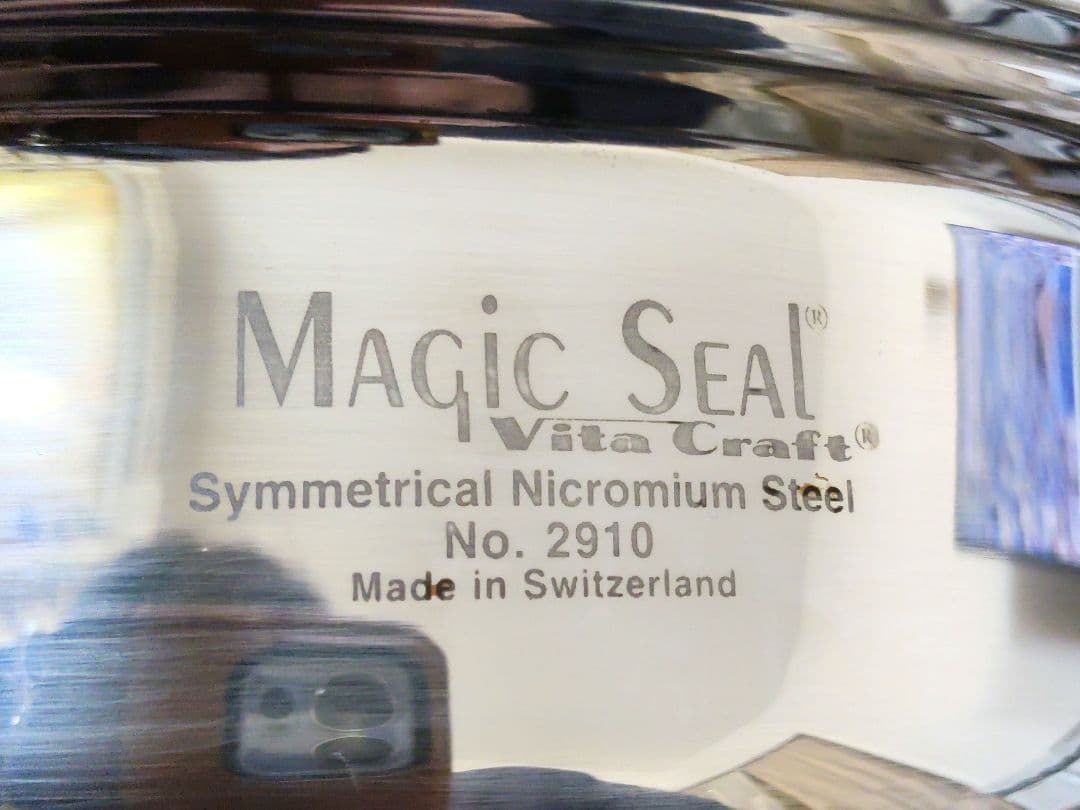 Magic Seal®
Vita Craft®
Symmetrical Nicromium Steel
No. 2910
Made in Switzerland